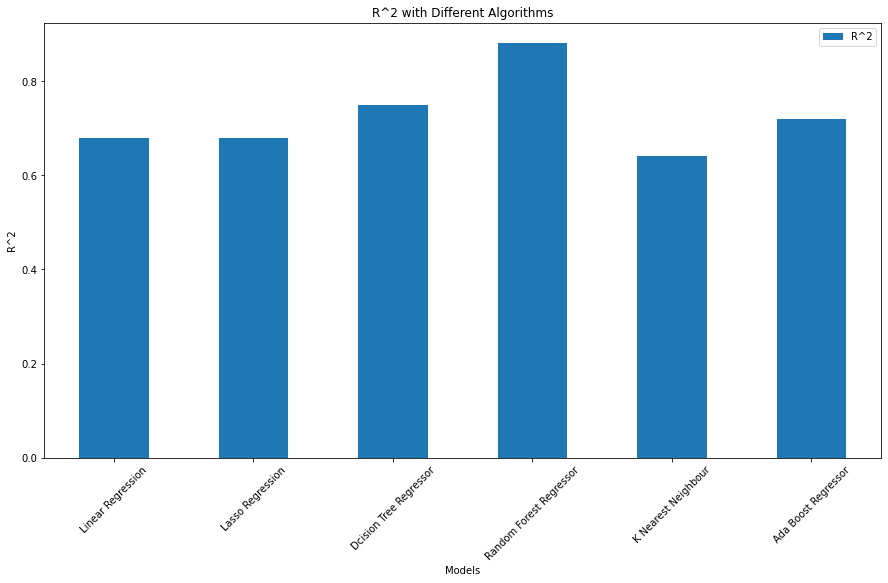 R^2 with Different Algorithms
R^2
R^2
0.8
0.6
0.4
0.2
0.0
Linear Regression
Lasso Regression
Dcision Tree Regressor
Random Forest Regressor
K Nearest Neighbour
Ada Boost Regressor
Models